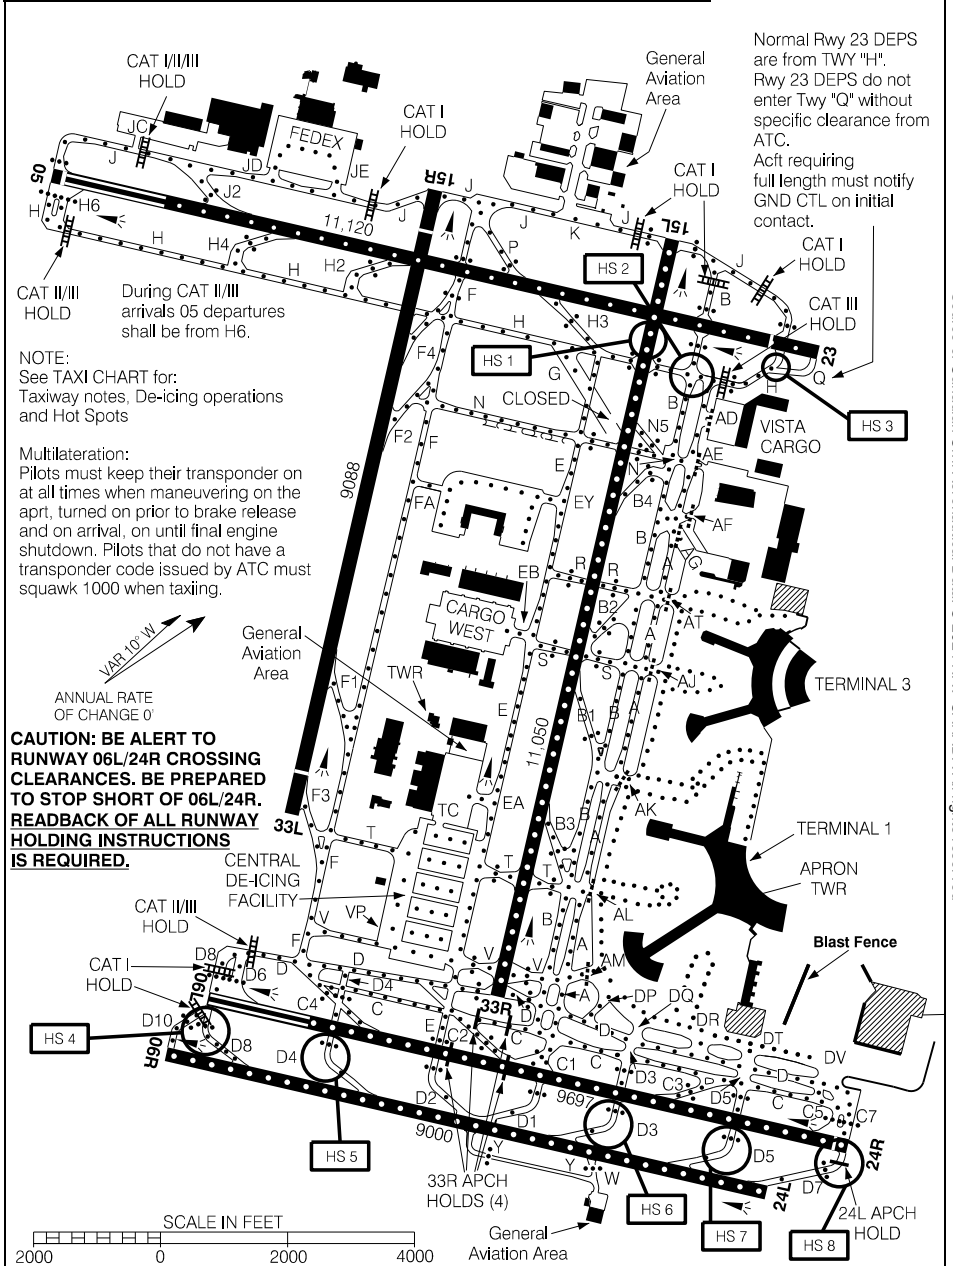 Normal Rwy 23 DEPS
are from TWY "H".
Rwy 23 DEPS do not
enter Twy "Q" without
specific clearance from
ATC.
Acft requiring
full length must notify
GND CTL on initial
contact.
General
Aviation
Area
CAT I/II/III
HOLD
CAT I
HOLD
CAT I
HOLD
CAT I
HOLD
CAT III
HOLD
JC
J
JD
FEDEX
JE
J2
J
15R
J
K
J
15L
J
B
05
H
H6
H
H4
H
H2
11,120
P
F
H
H3
HS 2
HS 1
HS 3
23
Q
H
CAT II/III
HOLD
During CAT II/III
arrivals 05 departures
shall be from H6.
NOTE:
See TAXI CHART for:
Taxiway notes, De-icing operations
and Hot Spots
Multilateration:
Pilots must keep their transponder on
at all times when maneuvering on the
aprt, turned on prior to brake release
and on arrival, on until final engine
shutdown. Pilots that do not have a
transponder code issued by ATC must
squawk 1000 when taxiing.
F4
G
CLOSED
N
F2
F
B
AD
VISTA
CARGO
N5
AE
N
E
9088
FA
EY
B4
AF
B
A
AG
EB
R
R
B2
AT
CARGO
WEST
A
S
S
AJ
TERMINAL 3
VAR 10° W
ANNUAL RATE
OF CHANGE 0'
General
Aviation
Area
TWR
F1
E
B1
B
A
11,050
CAUTION: BE ALERT TO
RUNWAY 06L/24R CROSSING
CLEARANCES. BE PREPARED
TO STOP SHORT OF 06L/24R.
READBACK OF ALL RUNWAY
HOLDING INSTRUCTIONS
IS REQUIRED.
F3
33L
T
TC
EA
B3
B
A
AK
TERMINAL 1
APRON
TWR
F
CENTRAL
DE-ICING
FACILITY
T
T
AL
VP
V
F
V
V
B
A
AM
Blast Fence
CAT II/III
HOLD
CAT I
HOLD
D8
D6
D
D
D4
C4
C
33R
D
A
DP
DQ
DR
DT
DV
06L
D10
D8
HS 4
06R
D4
E
C2
C
C1
C
D
D3
C3
D5
D
C
C5
C7
9697
24R
HS 5
D2
D1
9000
D3
D5
Y
Y
W
24L
D7
33R APCH
HOLDS (4)
HS 6
HS 7
HS 8
24L APCH
HOLD
General
Aviation Area
SCALE IN FEET
2000
0
2000
4000